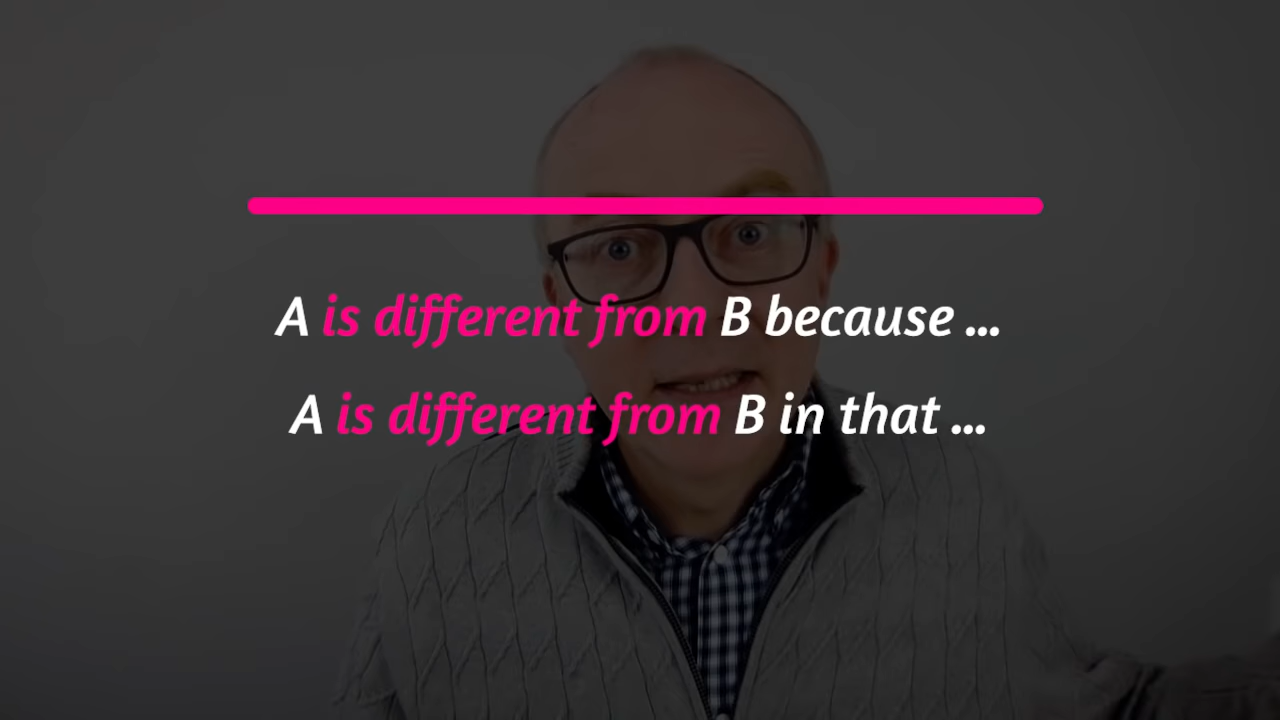 A is different from B because ...
A is different from B in that ...